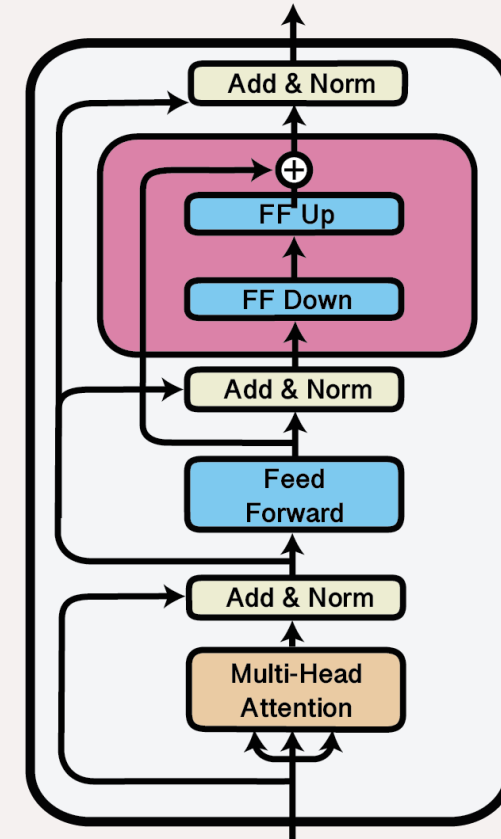 Add & Norm
FF Up
FF Down
Add & Norm
Feed
Forward
Add & Norm
Multi-Head
Attention